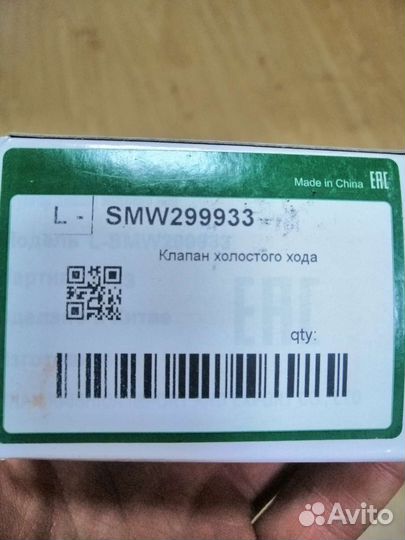 Made in China EAC
L - SMW299933
Клапан холостого хода
qty:
Avito